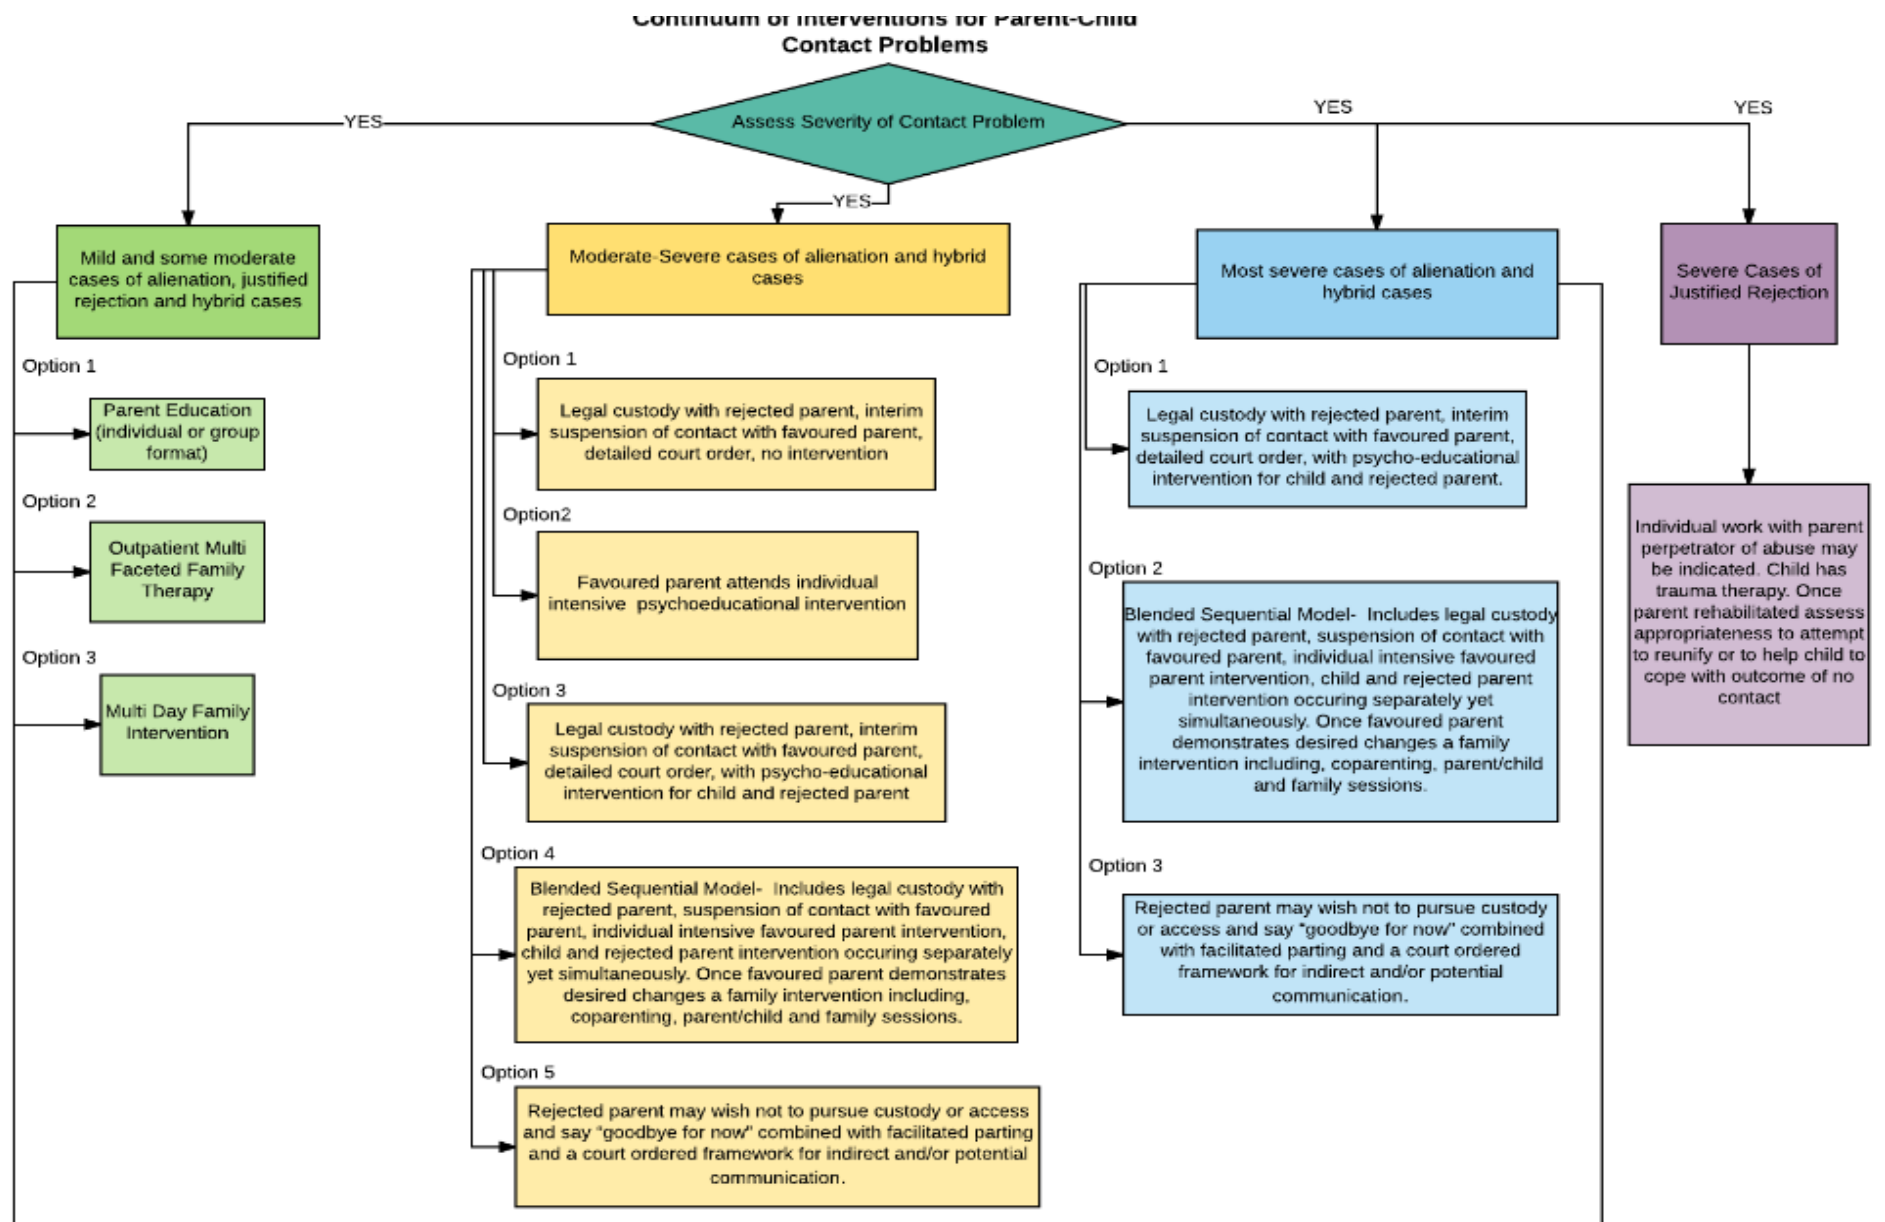 Continuum of Interventions for Parent-Child
Contact Problems
Assess Severity of Contact Problem
YES
YES
YES
YES
Mild and some moderate
cases of alienation, justified
rejection and hybrid cases
Option 1
Parent Education
(individual or group
format)
Option 2
Outpatient Multi
Faceted Family
Therapy
Option 3
Multi Day Family
Intervention
Moderate-Severe cases of alienation and hybrid
cases
Option 1
Legal custody with rejected parent, interim
suspension of contact with favoured parent,
detailed court order, no intervention
Option2
Favoured parent attends individual
intensive psychoeducational intervention
Option 3
Legal custody with rejected parent, interim
suspension of contact with favoured parent,
detailed court order, with psycho-educational
intervention for child and rejected parent
Option 4
Blended Sequential Model- Includes legal custody with
rejected parent, suspension of contact with favoured
parent, individual intensive favoured parent intervention,
child and rejected parent intervention occuring separately
yet simultaneously. Once favoured parent demonstrates
desired changes a family intervention including,
coparenting, parent/child and family sessions.
Option 5
Rejected parent may wish not to pursue custody or access
and say "goodbye for now" combined with facilitated parting
and a court ordered framework for indirect and/or potential
communication.
Most severe cases of alienation and
hybrid cases
Option 1
Legal custody with rejected parent, interim
suspension of contact with favoured parent,
detailed court order, with psycho-educational
intervention for child and rejected parent.
Option 2
Blended Sequential Model- Includes legal custody
with rejected parent, suspension of contact with
favoured parent, individual intensive favoured
parent intervention, child and rejected parent
intervention occuring separately yet
simultaneously. Once favoured parent
demonstrates desired changes a family
intervention including, coparenting, parent/child
and family sessions.
Option 3
Rejected parent may wish not to pursue custody
or access and say "goodbye for now" combined
with facilitated parting and a court ordered
framework for indirect and/or potential
communication.
Severe Cases of
Justified Rejection
Individual work with parent
perpetrator of abuse may
be indicated. Child has
trauma therapy. Once
parent rehabilitated assess
appropriateness to attempt
to reunify or to help child to
cope with outcome of no
contact